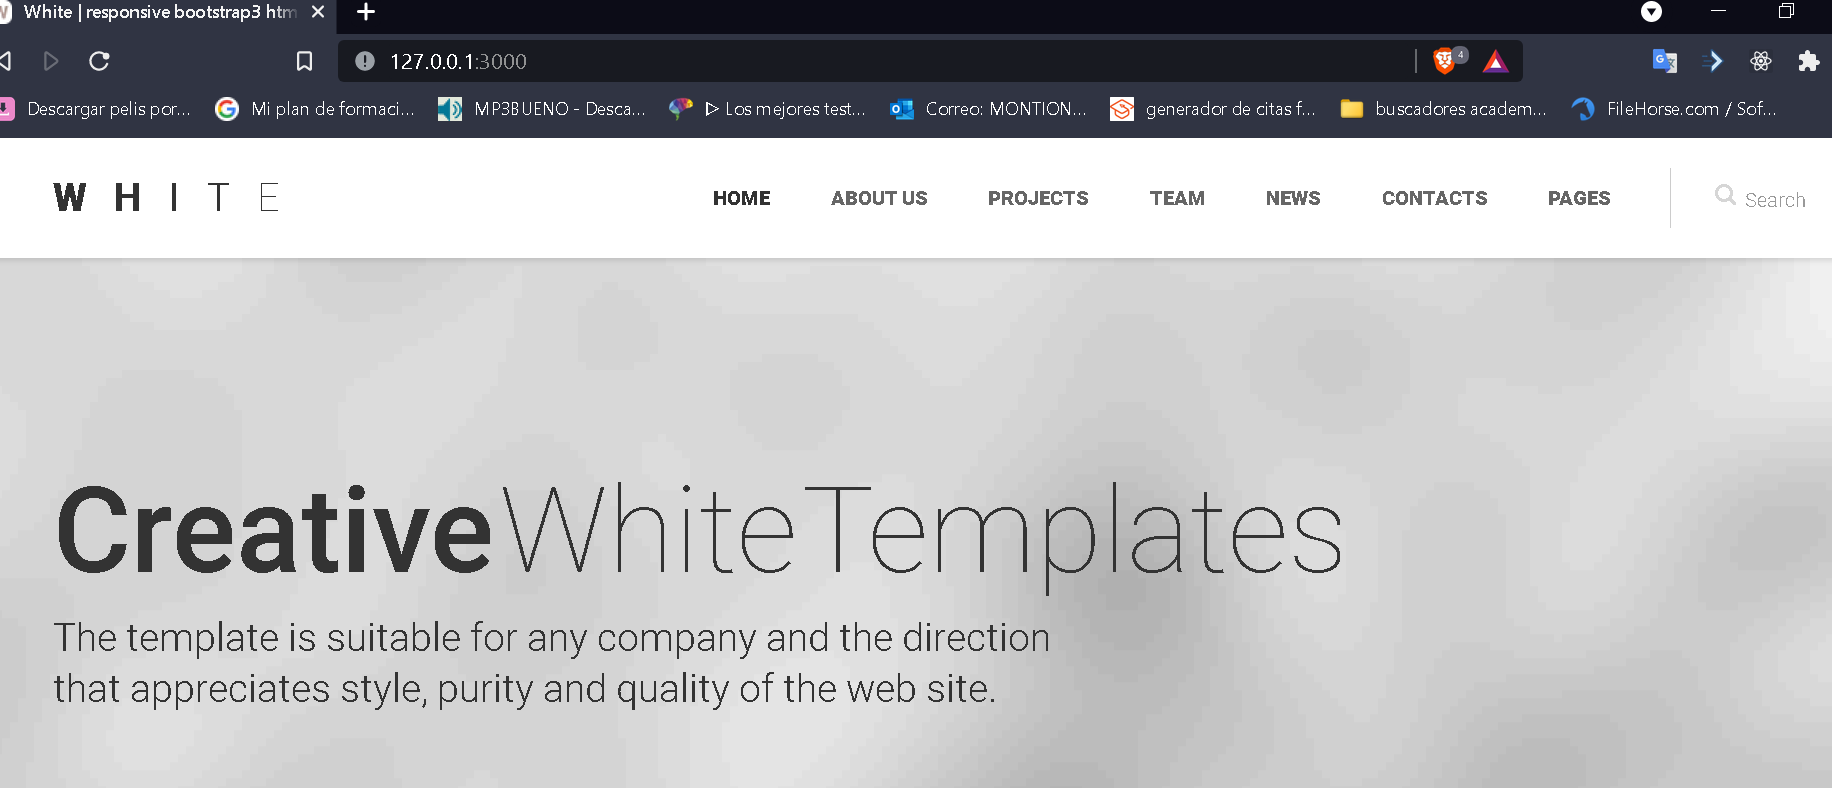 White | responsive bootstrap3 htm
127.0.0.1:3000
4
Descargar pelis por...
Mi plan de formaci...
MP3BUENO - Desca...
ᐅ Los mejores test...
Correo: MONTION...
generador de citas f...
buscadores academ...
FileHorse.com / Sof...
WHITE
HOME
ABOUT US
PROJECTS
TEAM
NEWS
CONTACTS
PAGES
Search
CreativeWhiteTemplates
The template is suitable for any company and the direction
that appreciates style, purity and quality of the web site.